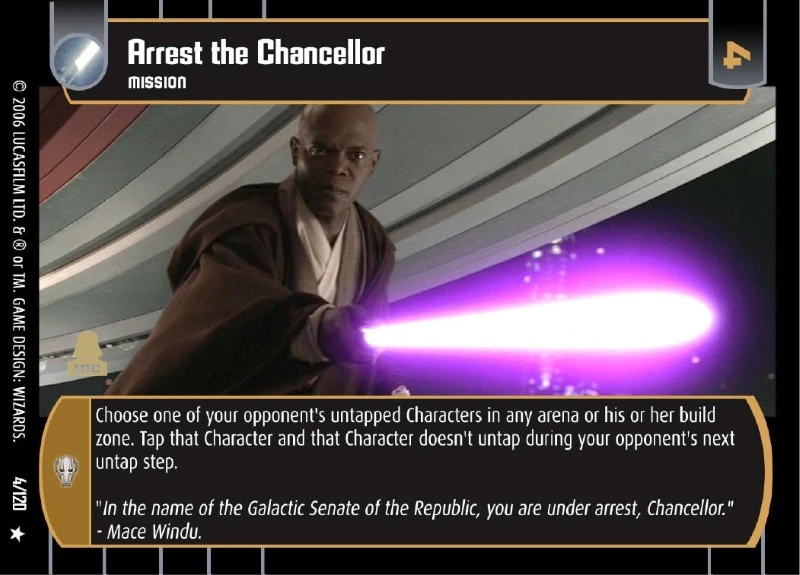 Arrest the Chancellor
MISSION
4
© 2006 LUCASFILM LTD. & ® or TM. GAME DESIGN: WIZARDS. 4/120 ★
Choose one of your opponent's untapped Characters in any arena or his or her build
zone. Tap that Character and that Character doesn't untap during your opponent's next
untap step.
"In the name of the Galactic Senate of the Republic, you are under arrest, Chancellor."
- Mace Windu.